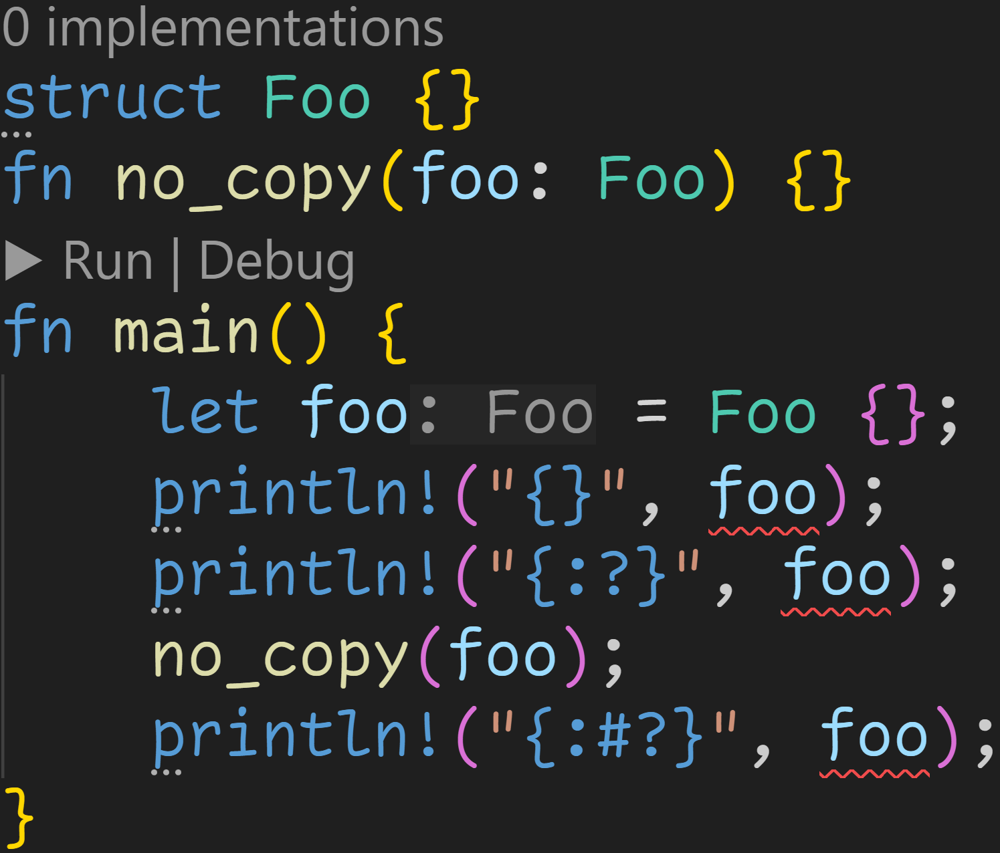 0 implementations
struct Foo {}
fn no_copy(foo: Foo) {}
▶ Run | Debug
fn main() {
    let foo: Foo = Foo {};
    println!("{}", foo);
    println!("{:?}", foo);
    no_copy(foo);
    println!("{:#?}", foo);
}